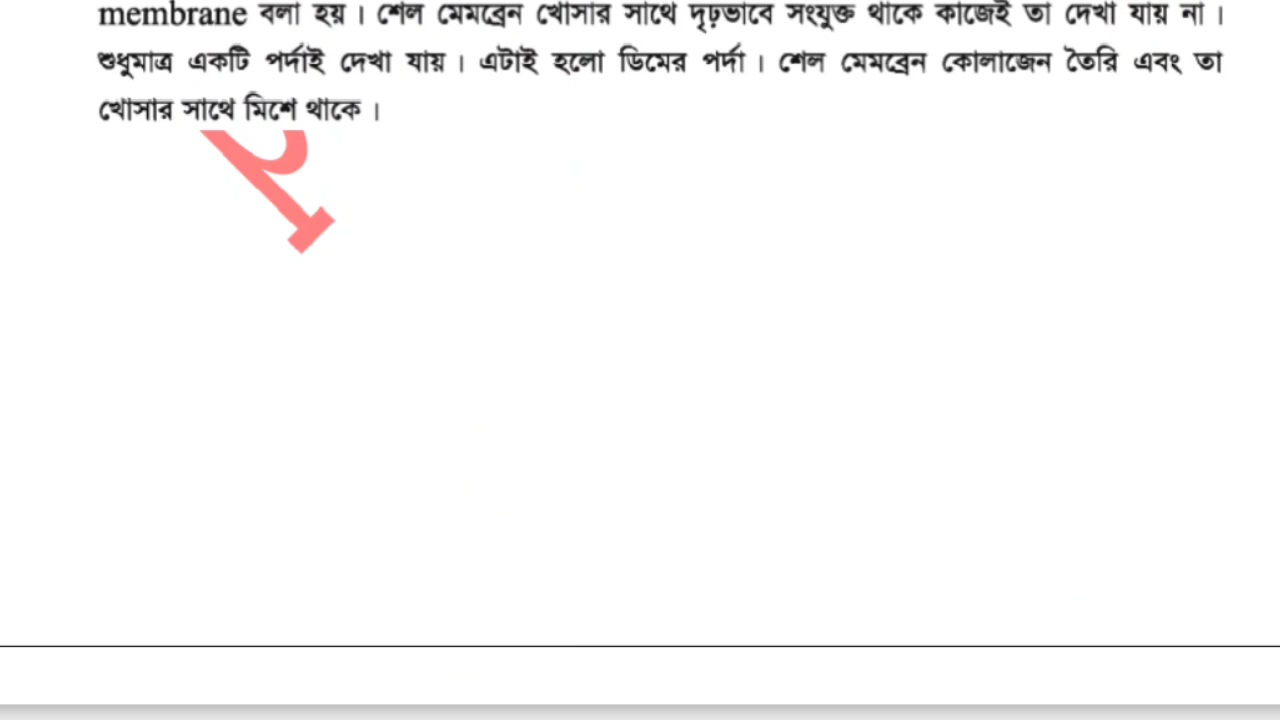 membrane বলা হয়। শেল মেমব্রেন খোসার সাথে দৃঢ়ভাবে সংযুক্ত থাকে কাজেই তা দেখা যায় না।
শুধুমাত্র একটি পর্দাই দেখা যায়। এটাই হলো ডিমের পর্দা। শেল মেমব্রেন কোলাজেন তৈরি এবং তা
খোসার সাথে মিশে থাকে।